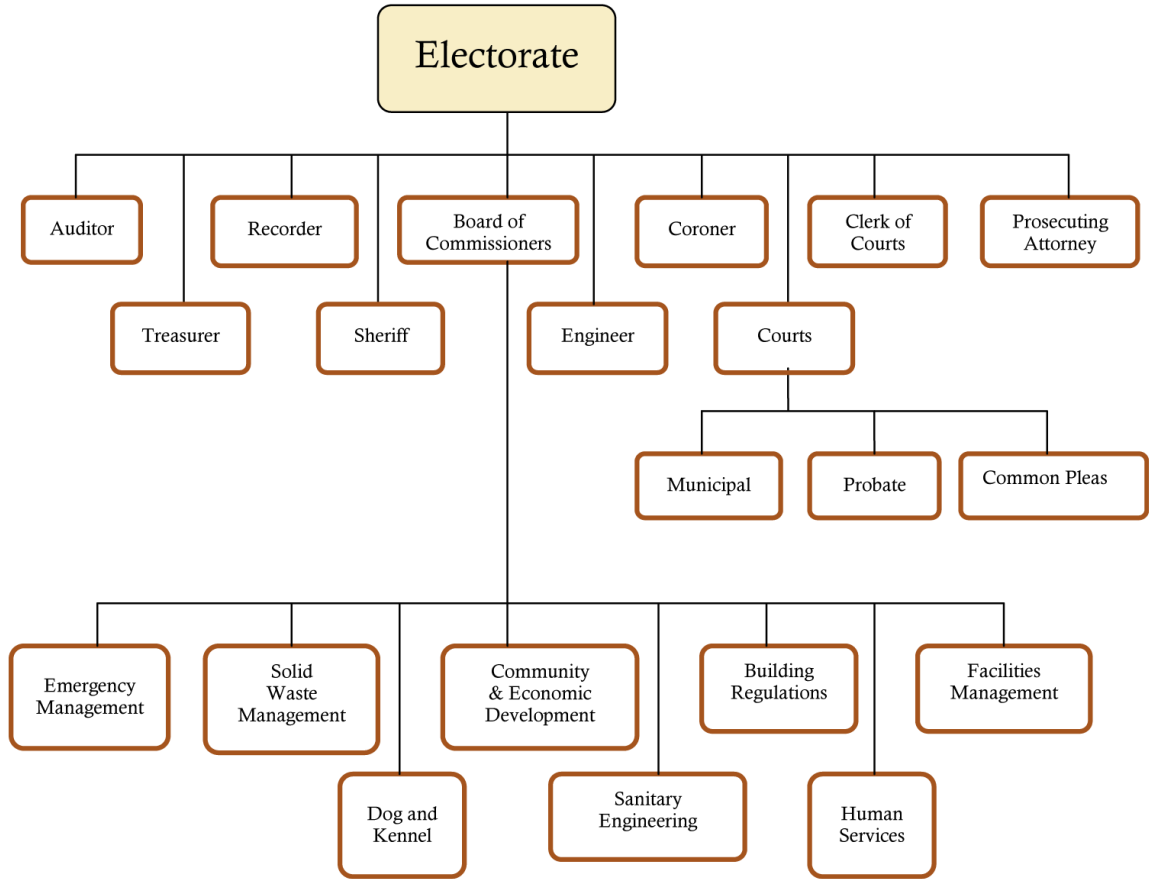 Electorate
Auditor
Recorder
Board of
Commissioners
Coroner
Clerk of
Courts
Prosecuting
Attorney
Treasurer
Sheriff
Engineer
Courts
Municipal
Probate
Common Pleas
Emergency
Management
Solid
Waste
Management
Community
& Economic
Development
Building
Regulations
Facilities
Management
Dog and
Kennel
Sanitary
Engineering
Human
Services